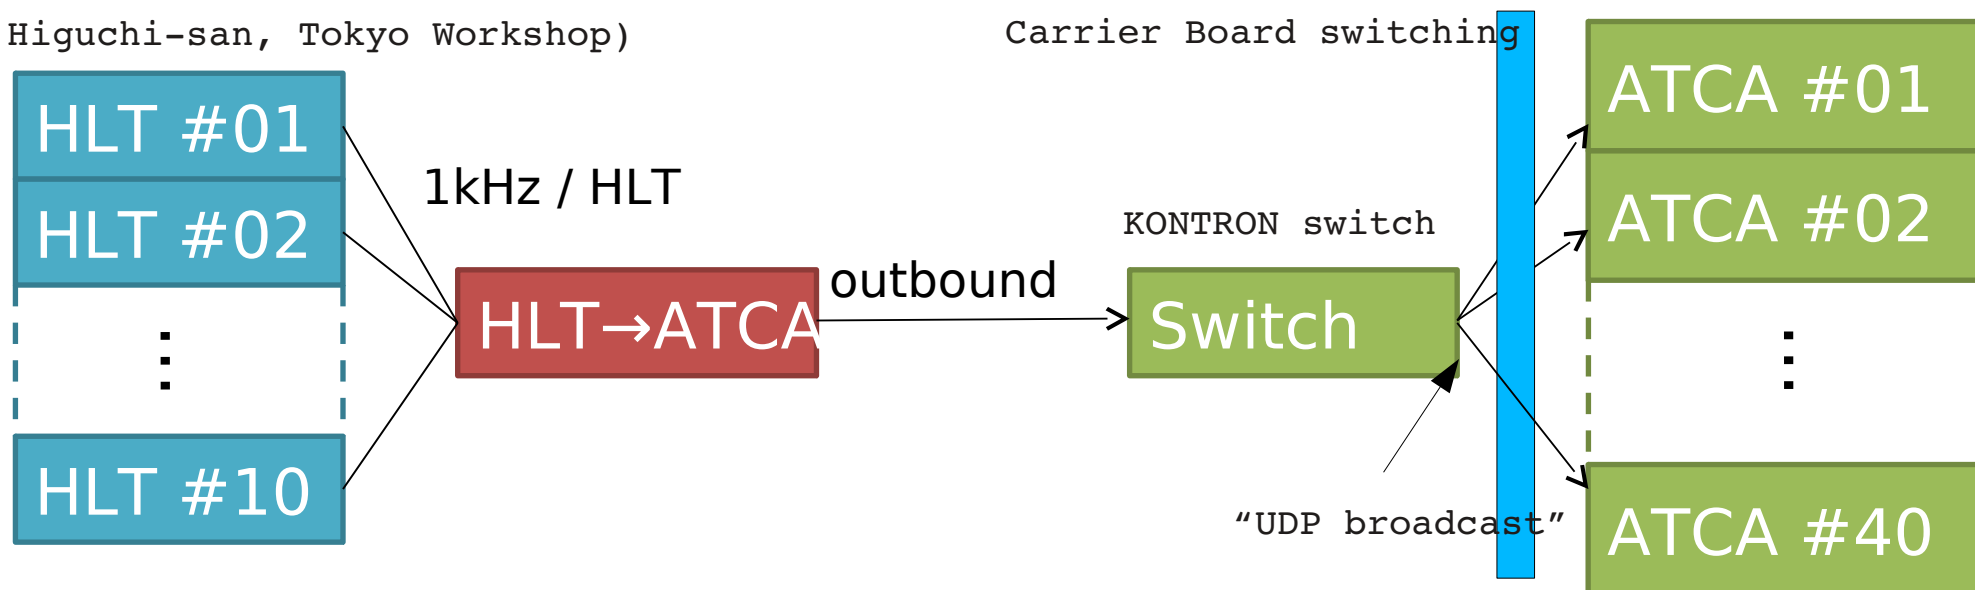 Higuchi-san, Tokyo Workshop)
Carrier Board switching
HLT #01
HLT #02
⋮
HLT #10
1kHz / HLT
HLT→ATCA
outbound
KONTRON switch
Switch
“UDP broadcast”
ATCA #01
ATCA #02
⋮
ATCA #40